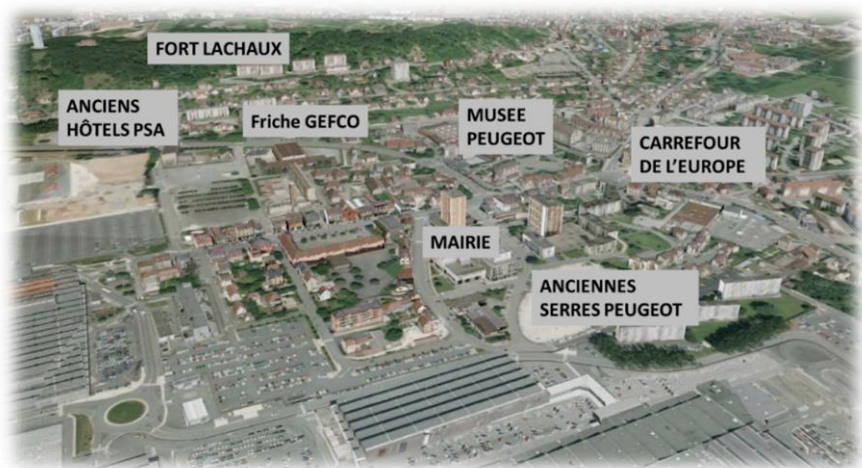 FORT LACHAUX
ANCIENS
HÔTELS PSA
Friche GEFCO
MUSEE
PEUGEOT
CARREFOUR
DE L'EUROPE
MAIRIE
ANCIENNES
SERRES PEUGEOT